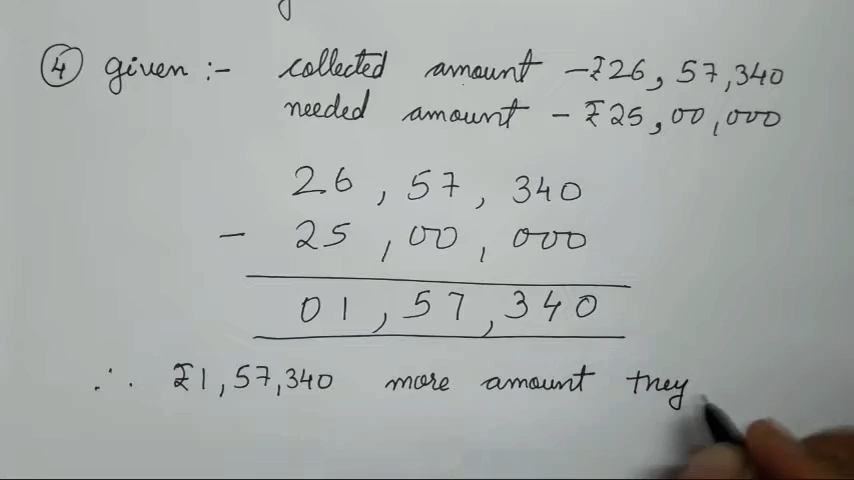 ④ given :- collected amount - ₹26,57,340
needed amount - ₹25,00,000
26,57,340
- 25,00,000
01,57,340
∴ ₹1,57,340 more amount they